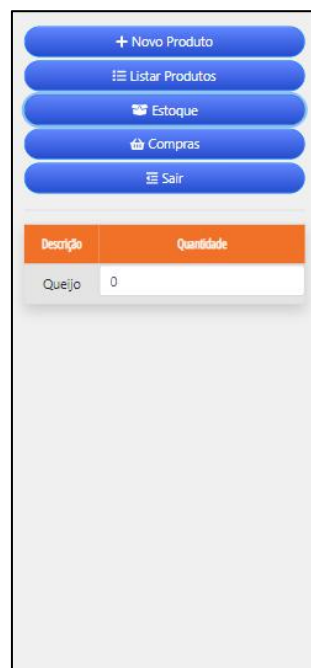 Novo Produto
Listar Produtos
Estoque
Compras
Sair
Descrição Quantidade
Queijo 0